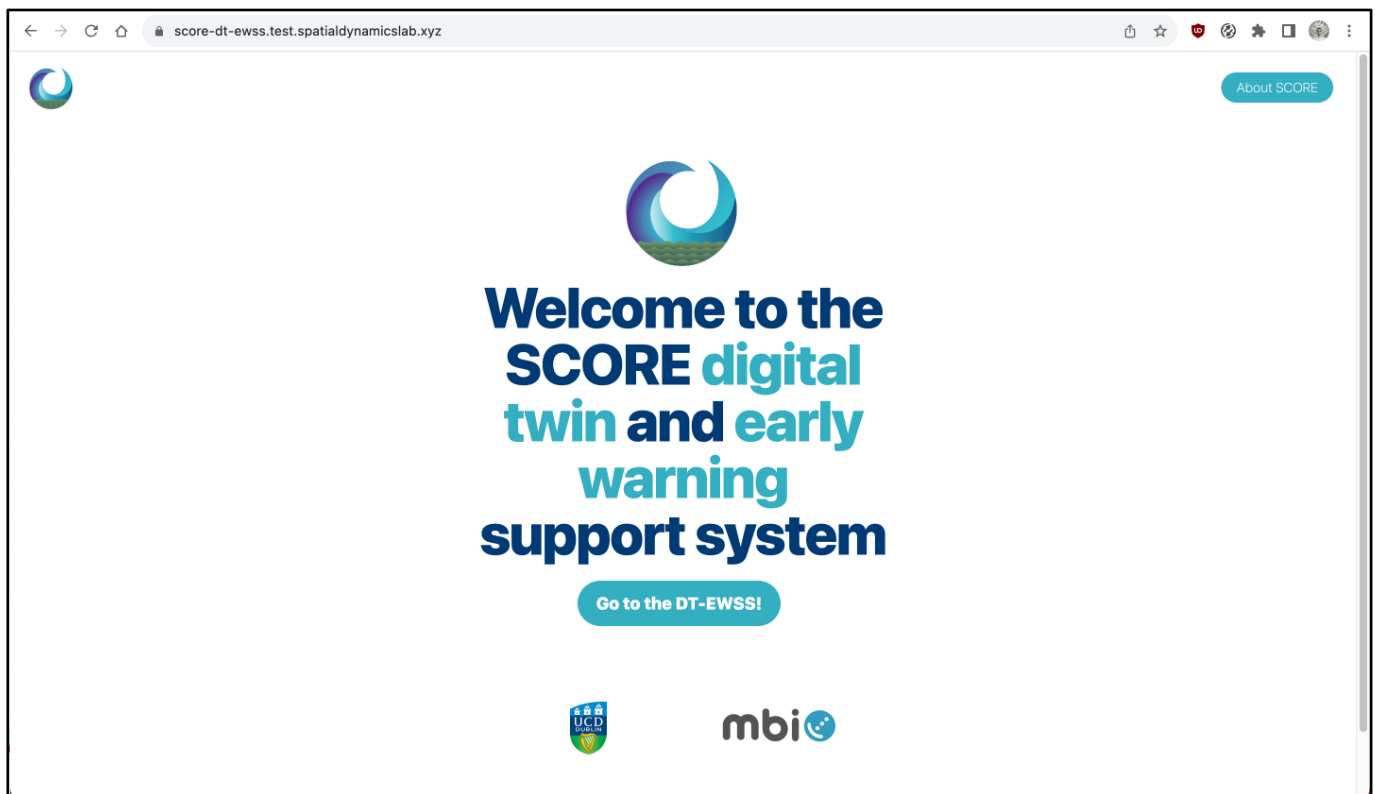 score-dt-ewss.test.spatialdynamicslab.xyz
About SCORE
Welcome to the
SCORE digital
twin and early
warning
support system
Go to the DT-EWSS!
UCD
DUBLIN
mbi